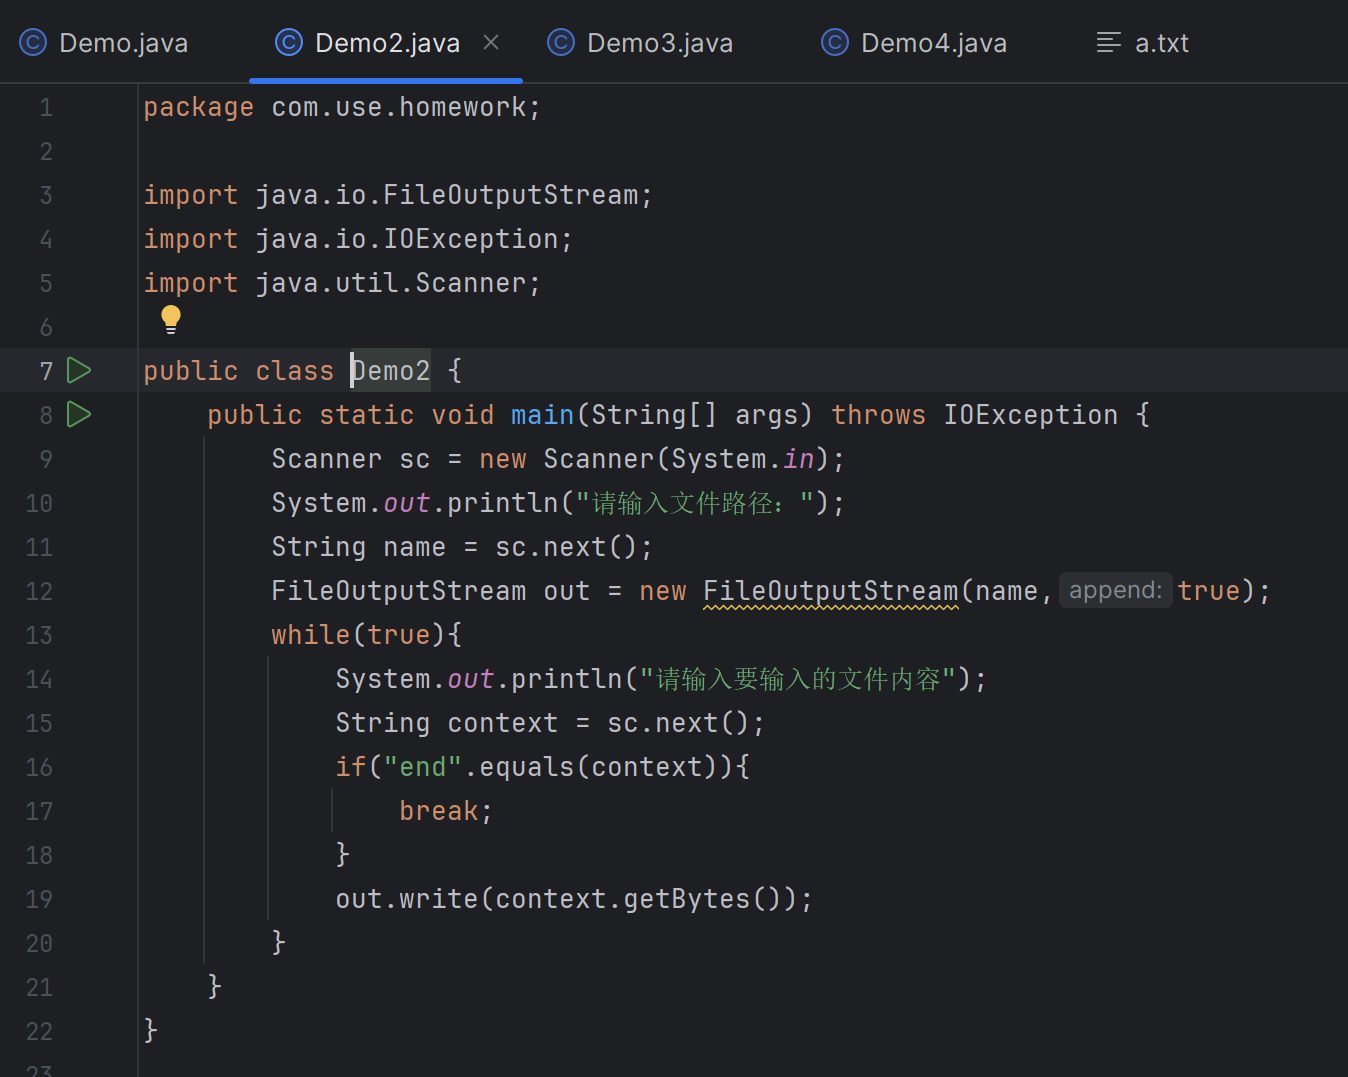 Demo.java Demo2.java Demo3.java Demo4.java a.txt
1 package com.use.homework;
2
3 import java.io.FileOutputStream;
4 import java.io.IOException;
5 import java.util.Scanner;
6
7 public class Demo2 {
8 public static void main(String[] args) throws IOException {
9 Scanner sc = new Scanner(System.in);
10 System.out.println("请输入文件路径：");
11 String name = sc.next();
12 FileOutputStream out = new FileOutputStream(name, append: true);
13 while(true){
14 System.out.println("请输入要输入的文件内容");
15 String context = sc.next();
16 if("end".equals(context)){
17 break;
18 }
19 out.write(context.getBytes());
20 }
21 }
22 }
23